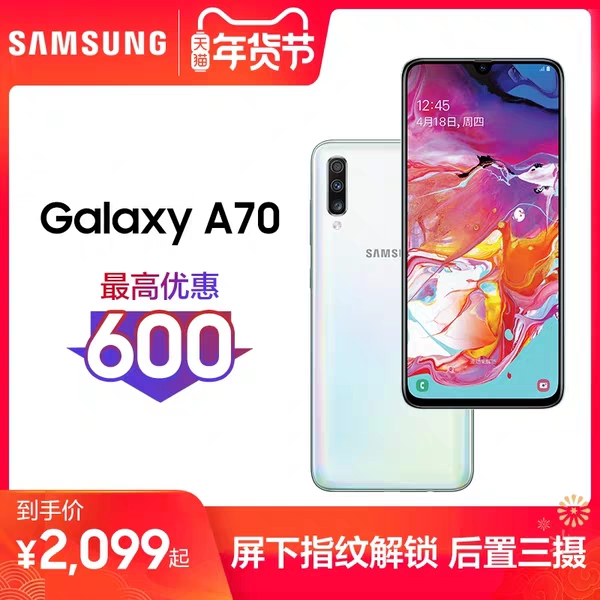 SAMSUNG
天猫 年货节
12:45
4月18日, 周四
SAMSUNG
Galaxy A70
最高优惠
600
到手价
¥2,099起
屏下指纹解锁 后置三摄